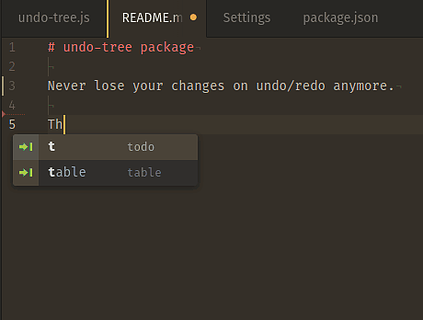 undo-tree.js README.m Settings package.json
1 # undo-tree package
2
3 Never lose your changes on undo/redo anymore.
4
5 Th
t todo
table table